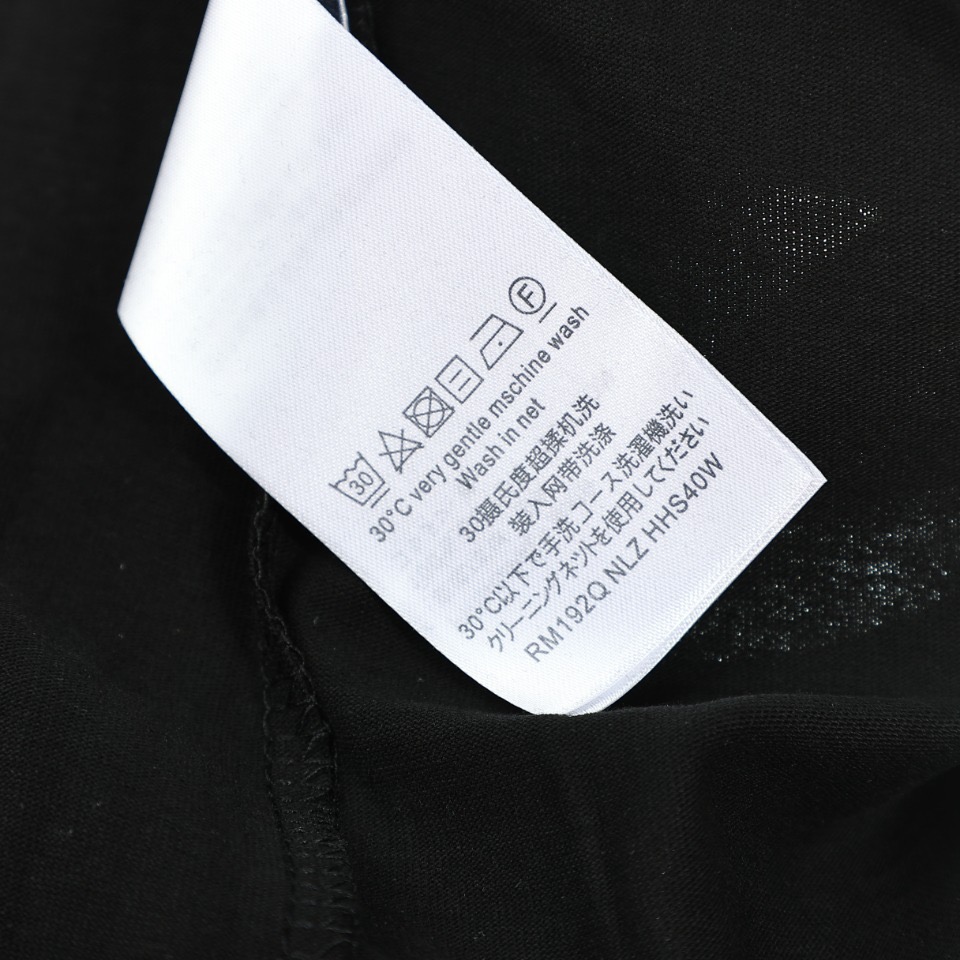 30
F
30°C very gentle mschine wash
Wash in net
30摄氏度超揉机洗
装入网带洗涤
30°C以下で手洗コース洗濯機洗い
クリーニングネットを使用してください
RM192Q NLZ HHS40W